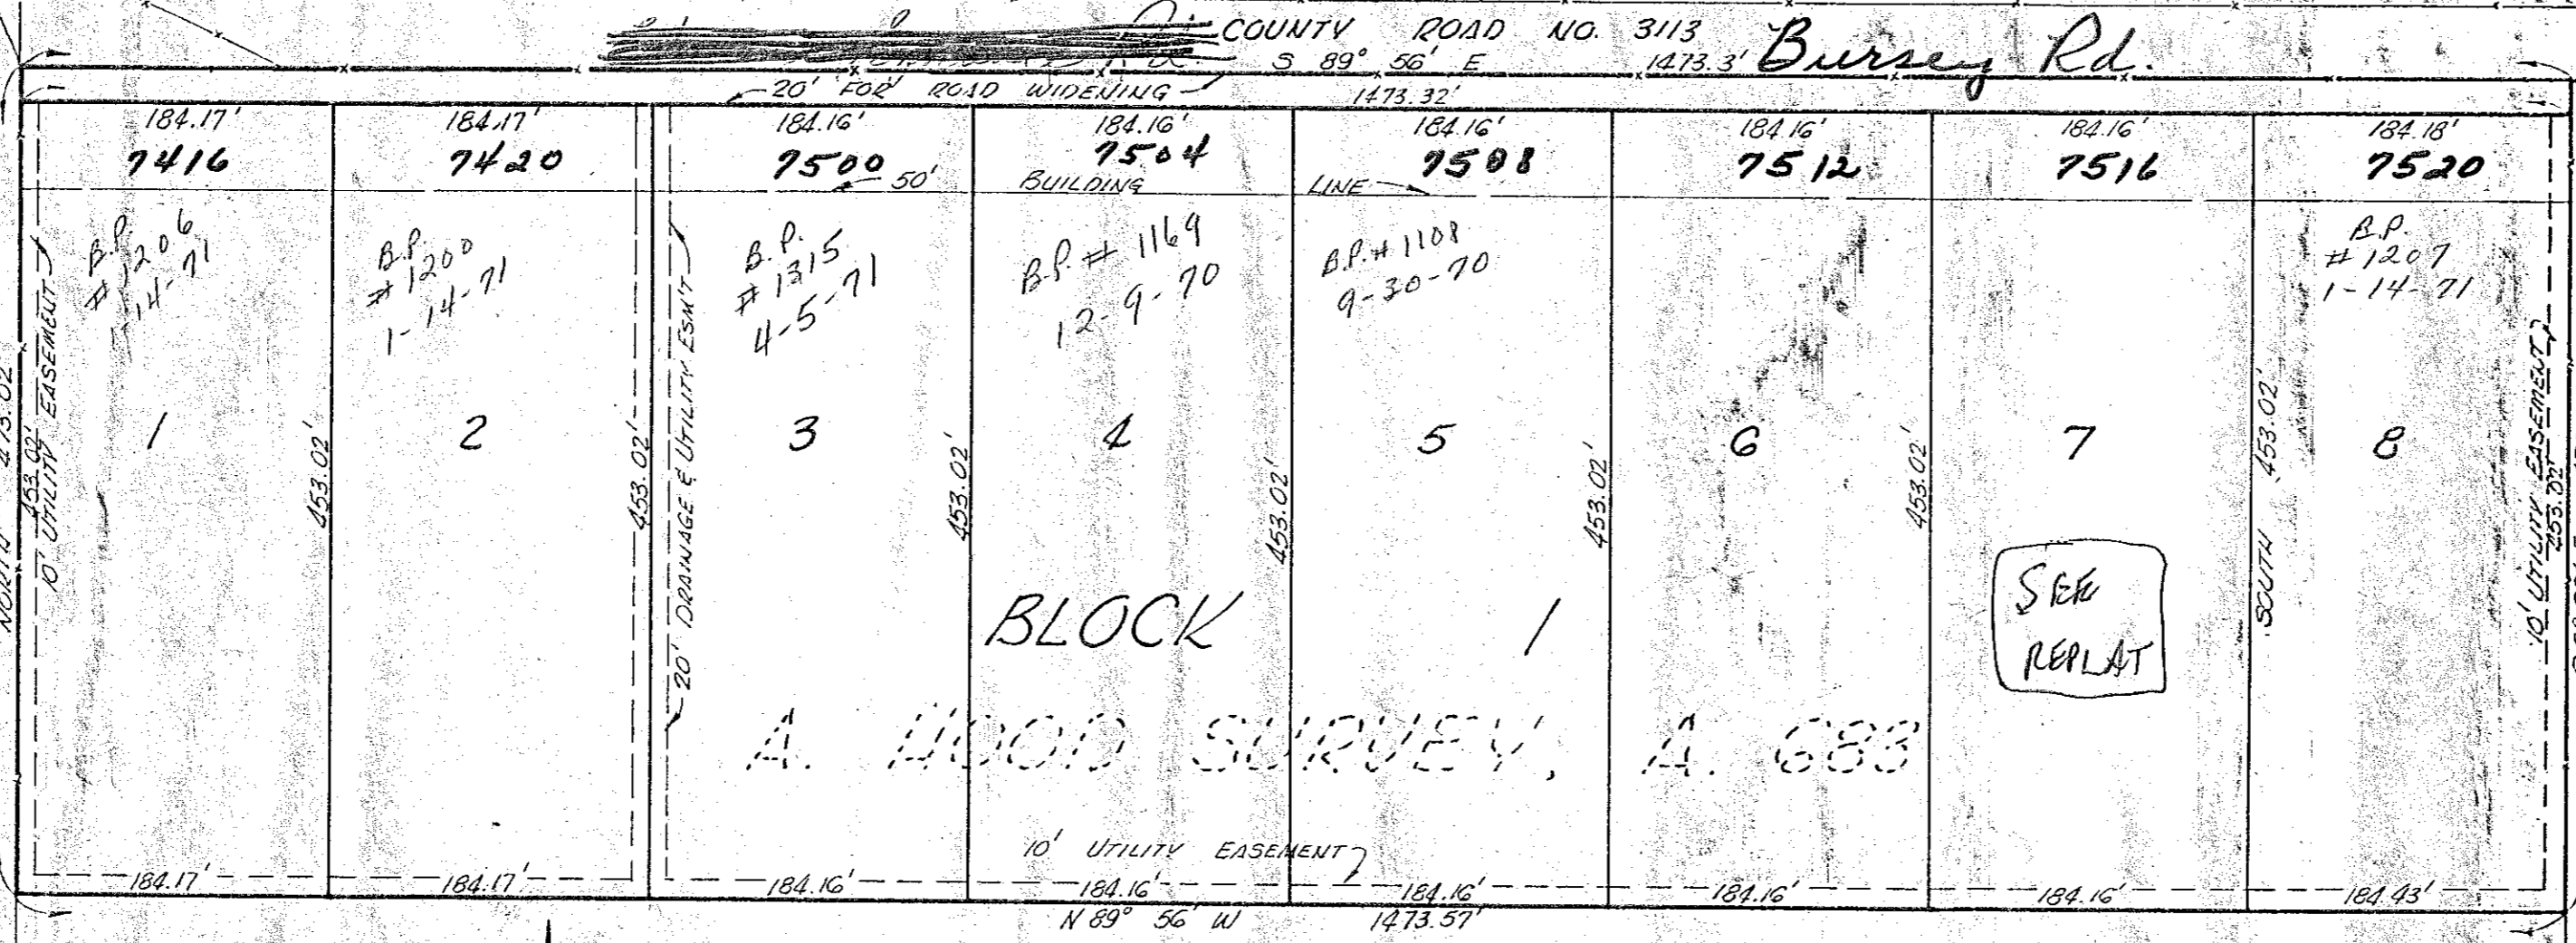 COUNTY ROAD NO. 3113 Bursey Rd.
S 89° 56' E 1473.3'
20' FOR ROAD WIDENING 1473.32'
184.17' 184.17' 184.16' 184.16' 184.16' 184.16' 184.16' 184.18'
7416 7420 7500 7504 7508 7512 7516 7520
50' BUILDING LINE
B.P.
# 1206
1-14-71
B.P.
# 1200
1-14-71
B.P.
# 1315
4-5-71
B.P. # 1169
12-9-70
B.P. # 1108
9-30-70
B.P.
# 1207
1-14-71
NORTH 473.02'
453.02'
10' UTILITY EASEMENT
453.02'
453.02'
20' DRAINAGE & UTILITY ESM'T
453.02'
453.02'
453.02'
453.02'
SOUTH 453.02'
10' UTILITY EASEMENT
453.02'
1 2 3 4 5 6 7 8
BLOCK 1
SEE
REPLAT
A. HOOD SURVEY, A. 683
10' UTILITY EASEMENT
184.17' 184.17' 184.16' 184.16' 184.16' 184.16' 184.16' 184.43'
N 89° 56' W 1473.57'